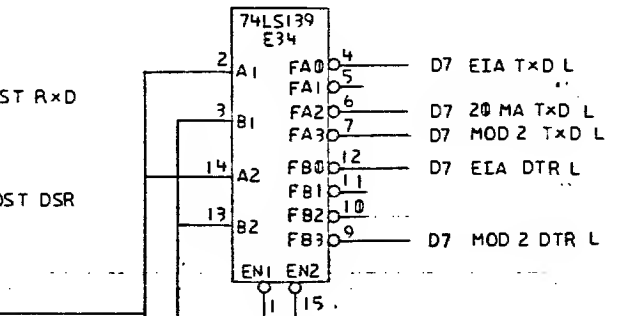 74LS139
E34
2 A1 FA0 4 D7 EIA TxD L
FA1 5
ST RxD
3 B1 FA2 6 D7 20 MA TxD L
FA3 7 D7 MOD 2 TxD L
14 A2 FB0 12 D7 EIA DTR L
FB1 11
OST DSR
13 B2 FB2 10
FB3 9 D7 MOD 2 DTR L
EN1 EN2
1 15